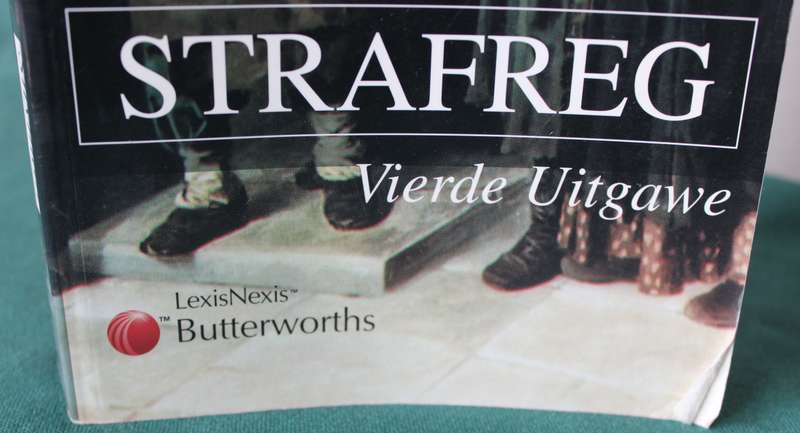 STRAFREG
Vierde Uitgawe
LexisNexis™
™ Butterworths